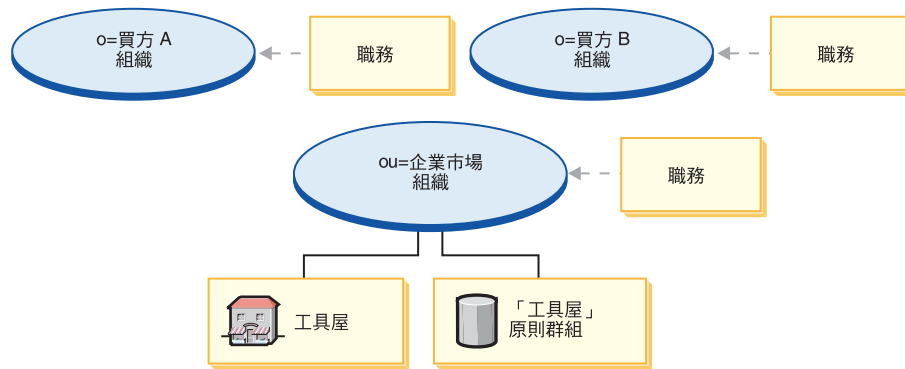 o=買方 A
組織
職務
o=買方 B
組織
職務
ou=企業市場
組織
職務
工具屋
「工具屋」
原則群組